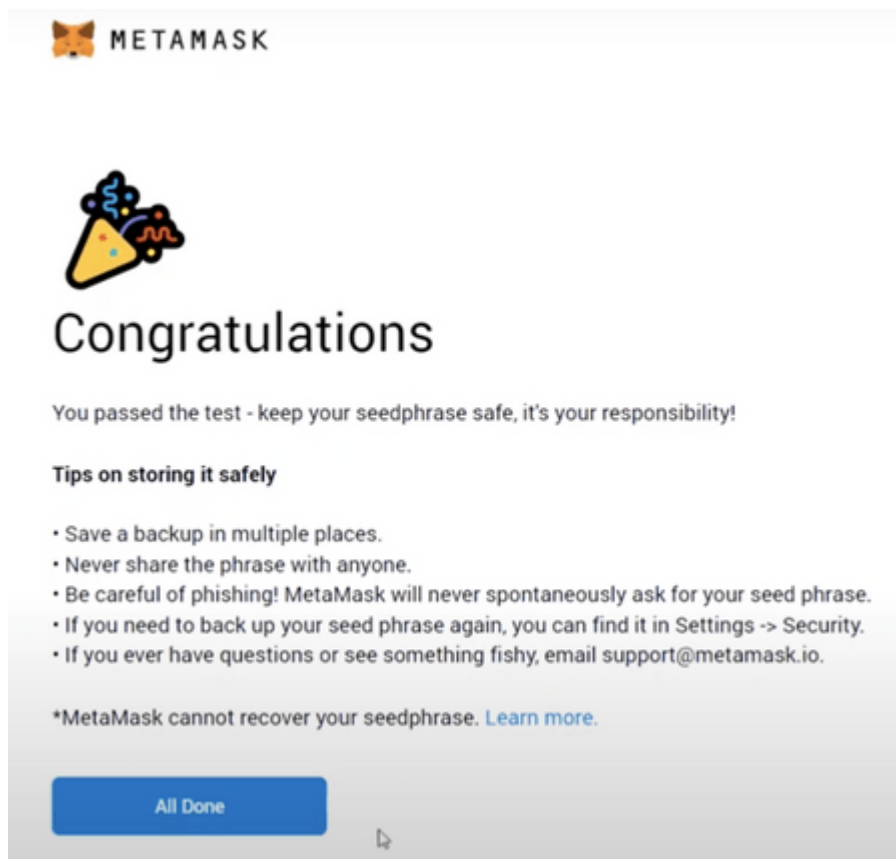 METAMASK
Congratulations
You passed the test - keep your seedphrase safe, it's your responsibility!
Tips on storing it safely
• Save a backup in multiple places.
• Never share the phrase with anyone.
• Be careful of phishing! MetaMask will never spontaneously ask for your seed phrase.
• If you need to back up your seed phrase again, you can find it in Settings -> Security.
• If you ever have questions or see something fishy, email support@metamask.io.
*MetaMask cannot recover your seedphrase. Learn more.
All Done